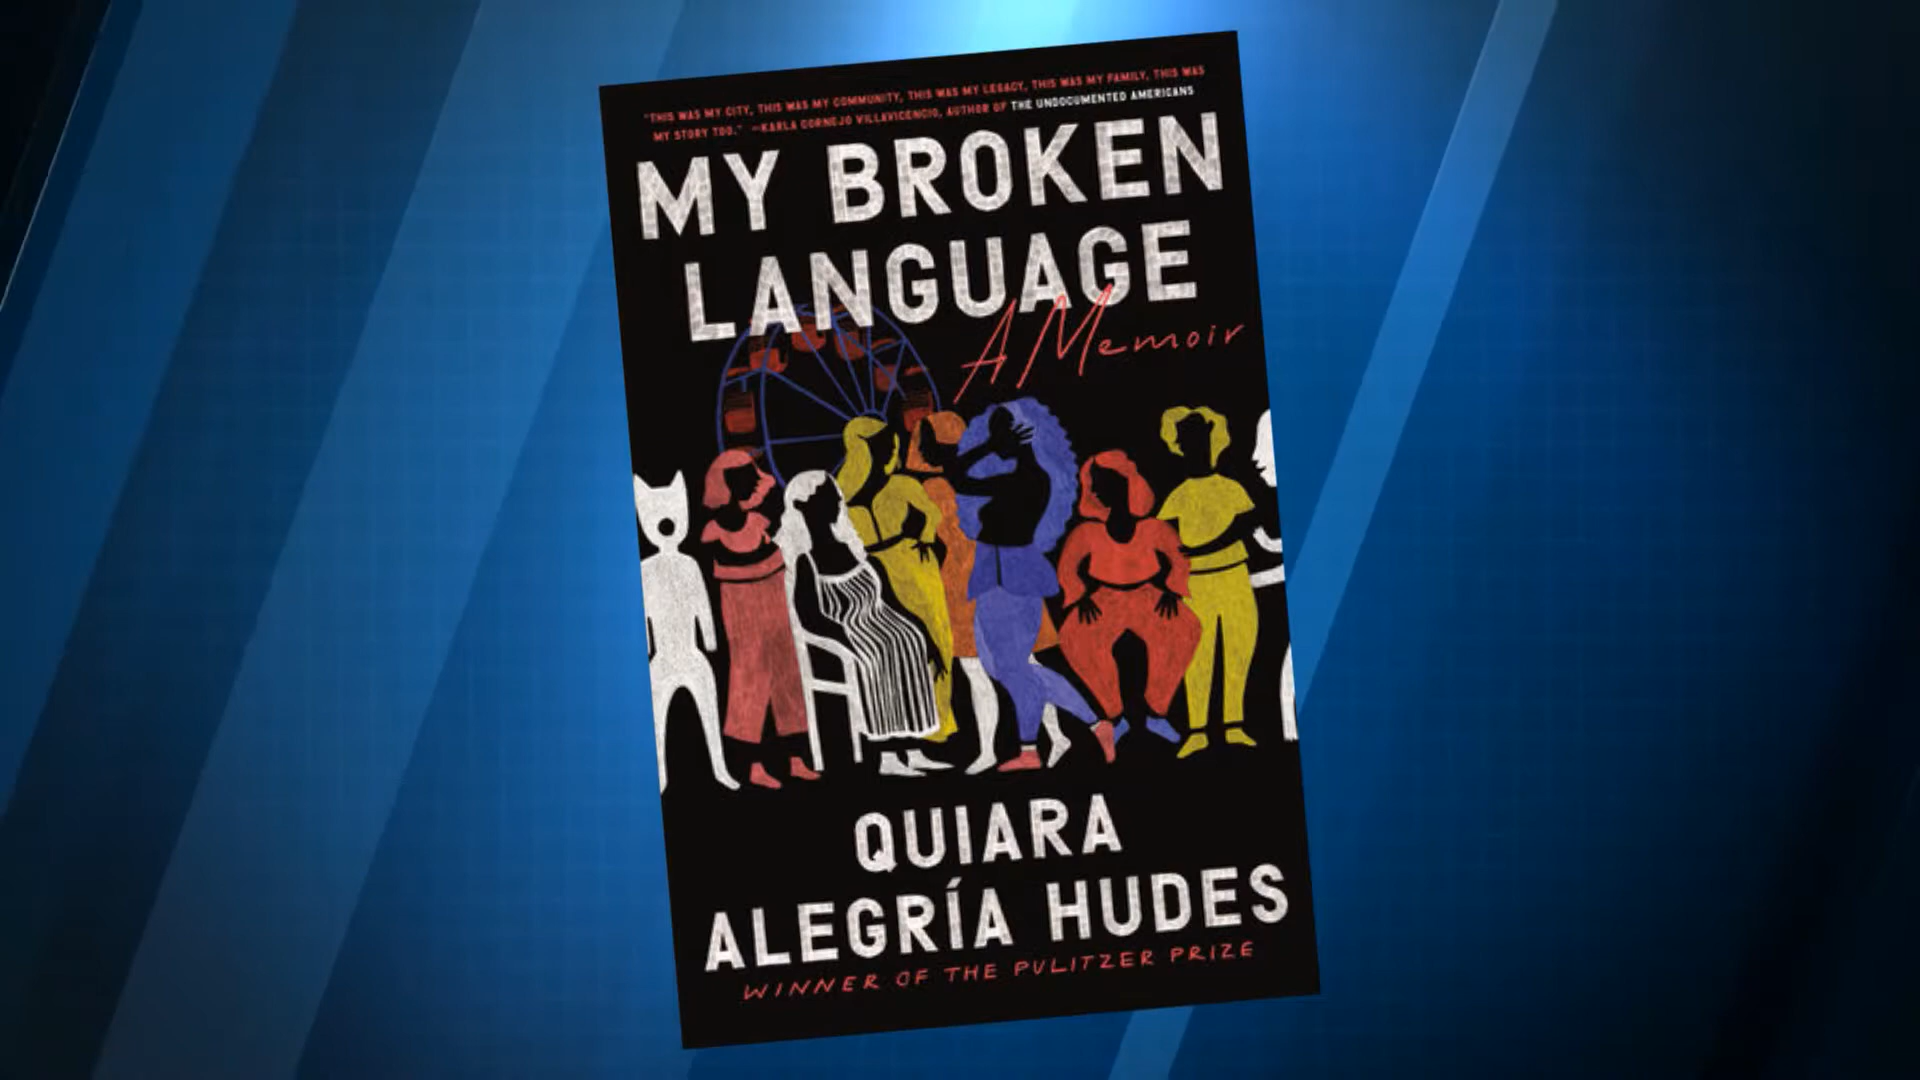 "THIS WAS MY CITY, THIS WAS MY COMMUNITY, THIS WAS MY LEGACY, THIS WAS MY FAMILY, THIS WAS
MY STORY TOO." —KARLA CORNEJO VILLAVICENCIO, AUTHOR OF THE UNDOCUMENTED AMERICANS
MY BROKEN
LANGUAGE
A Memoir
QUIARA
ALEGRÍA HUDES
WINNER OF THE PULITZER PRIZE